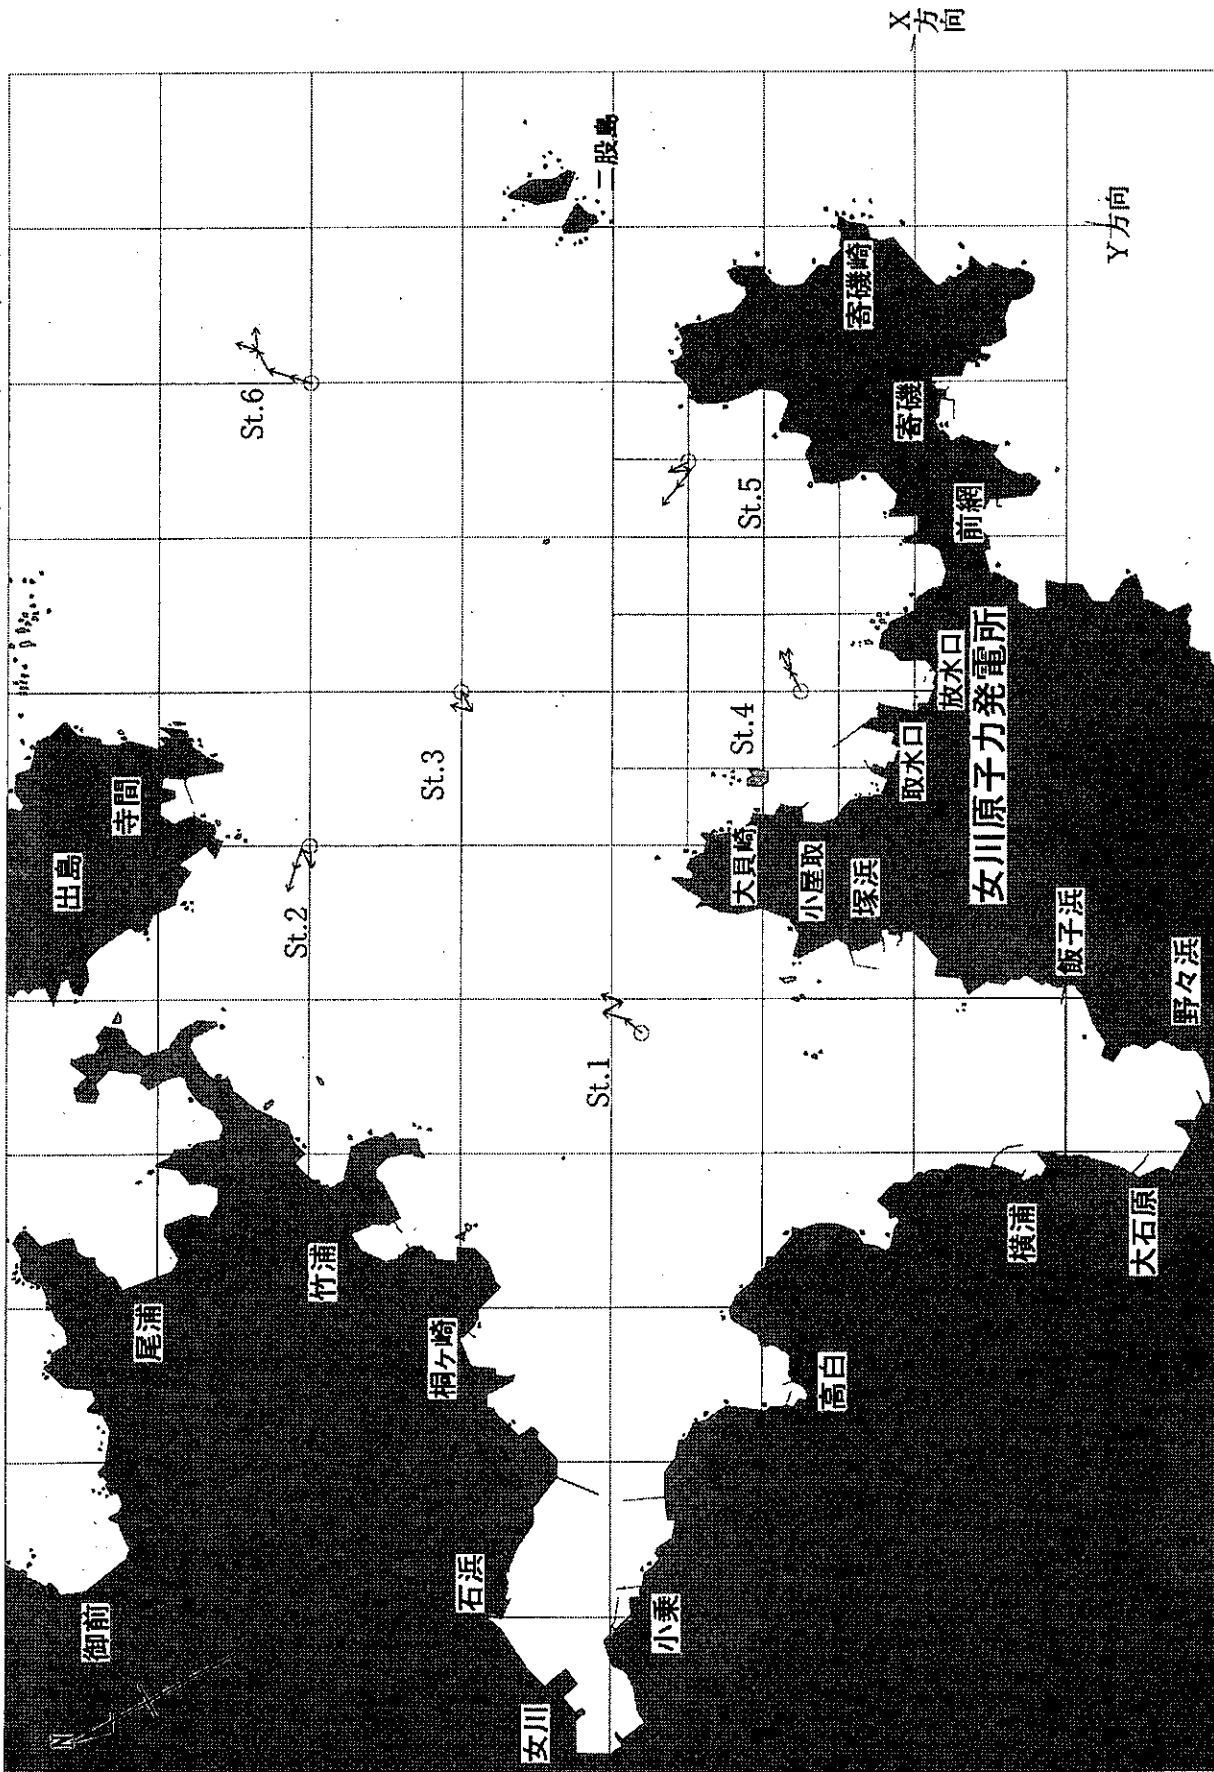 X方向
Y方向
二股島
寄磯崎
寄磯
前網
St.6
St.5
St.4
St.3
St.2
St.1
放水口
取水口
女川原子力発電所
出島
寺間
大貝崎
小屋取
塚浜
飯子浜
野々浜
横浦
大石原
高白
尾浦
竹浦
桐ケ崎
石浜
小乗
御前
女川
N